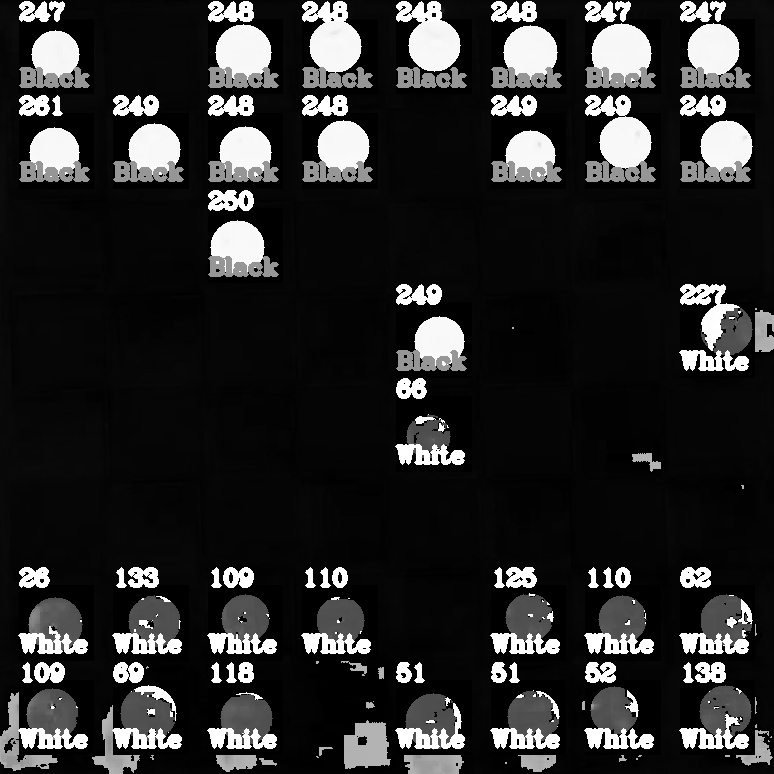 247 248 248 248 248 247 247
Black Black Black Black Black Black Black
261 249 248 248 249 249 249
Black Black Black Black Black Black Black
250
Black
249 227
Black White
66
White
26 133 109 110 125 110 62
White White White White White White White
109 69 118 51 51 52 138
White White White White White White White